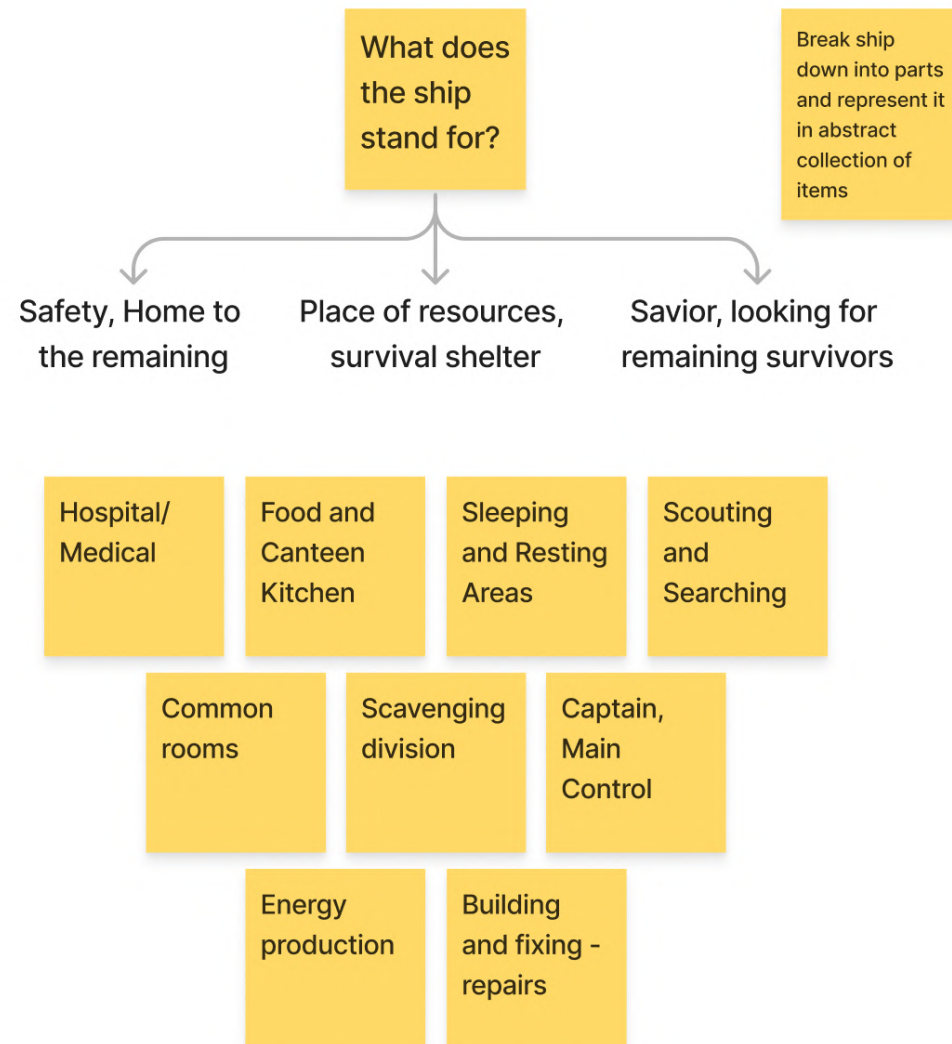 What does
the ship
stand for?
Break ship
down into parts
and represent it
in abstract
collection of
items
Safety, Home to
the remaining
Place of resources,
survival shelter
Savior, looking for
remaining survivors
Hospital/
Medical
Food and
Canteen
Kitchen
Sleeping
and Resting
Areas
Scouting
and
Searching
Common
rooms
Scavenging
division
Captain,
Main
Control
Energy
production
Building
and fixing -
repairs